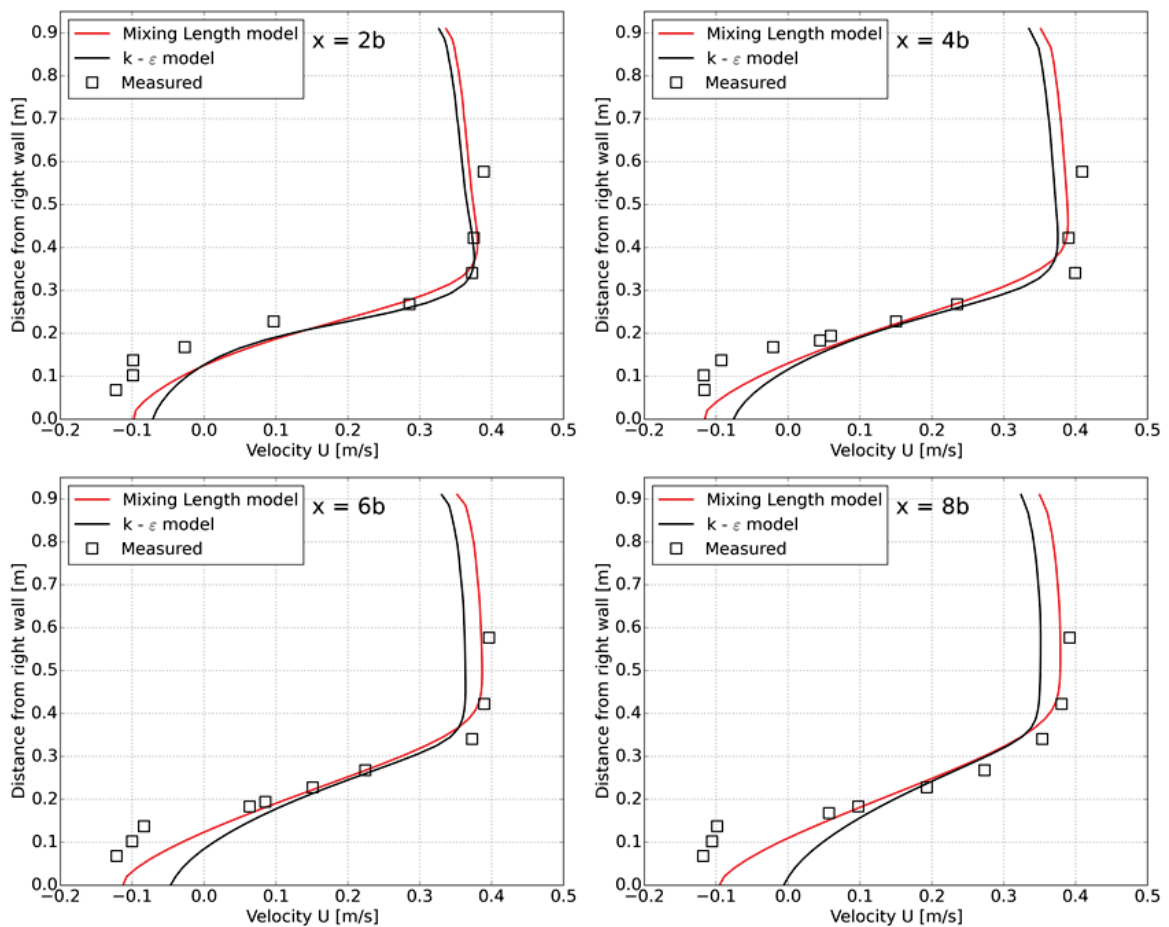 Mixing Length model
k - ε model
Measured
x = 2b
0.9
0.8
0.7
0.6
0.5
0.4
0.3
0.2
0.1
0.0
Distance from right wall [m]
−0.2 −0.1 0.0 0.1 0.2 0.3 0.4 0.5
Velocity U [m/s]
Mixing Length model
k - ε model
Measured
x = 4b
0.9
0.8
0.7
0.6
0.5
0.4
0.3
0.2
0.1
0.0
Distance from right wall [m]
−0.2 −0.1 0.0 0.1 0.2 0.3 0.4 0.5
Velocity U [m/s]
Mixing Length model
k - ε model
Measured
x = 6b
0.9
0.8
0.7
0.6
0.5
0.4
0.3
0.2
0.1
0.0
Distance from right wall [m]
−0.2 −0.1 0.0 0.1 0.2 0.3 0.4 0.5
Velocity U [m/s]
Mixing Length model
k - ε model
Measured
x = 8b
0.9
0.8
0.7
0.6
0.5
0.4
0.3
0.2
0.1
0.0
Distance from right wall [m]
−0.2 −0.1 0.0 0.1 0.2 0.3 0.4 0.5
Velocity U [m/s]